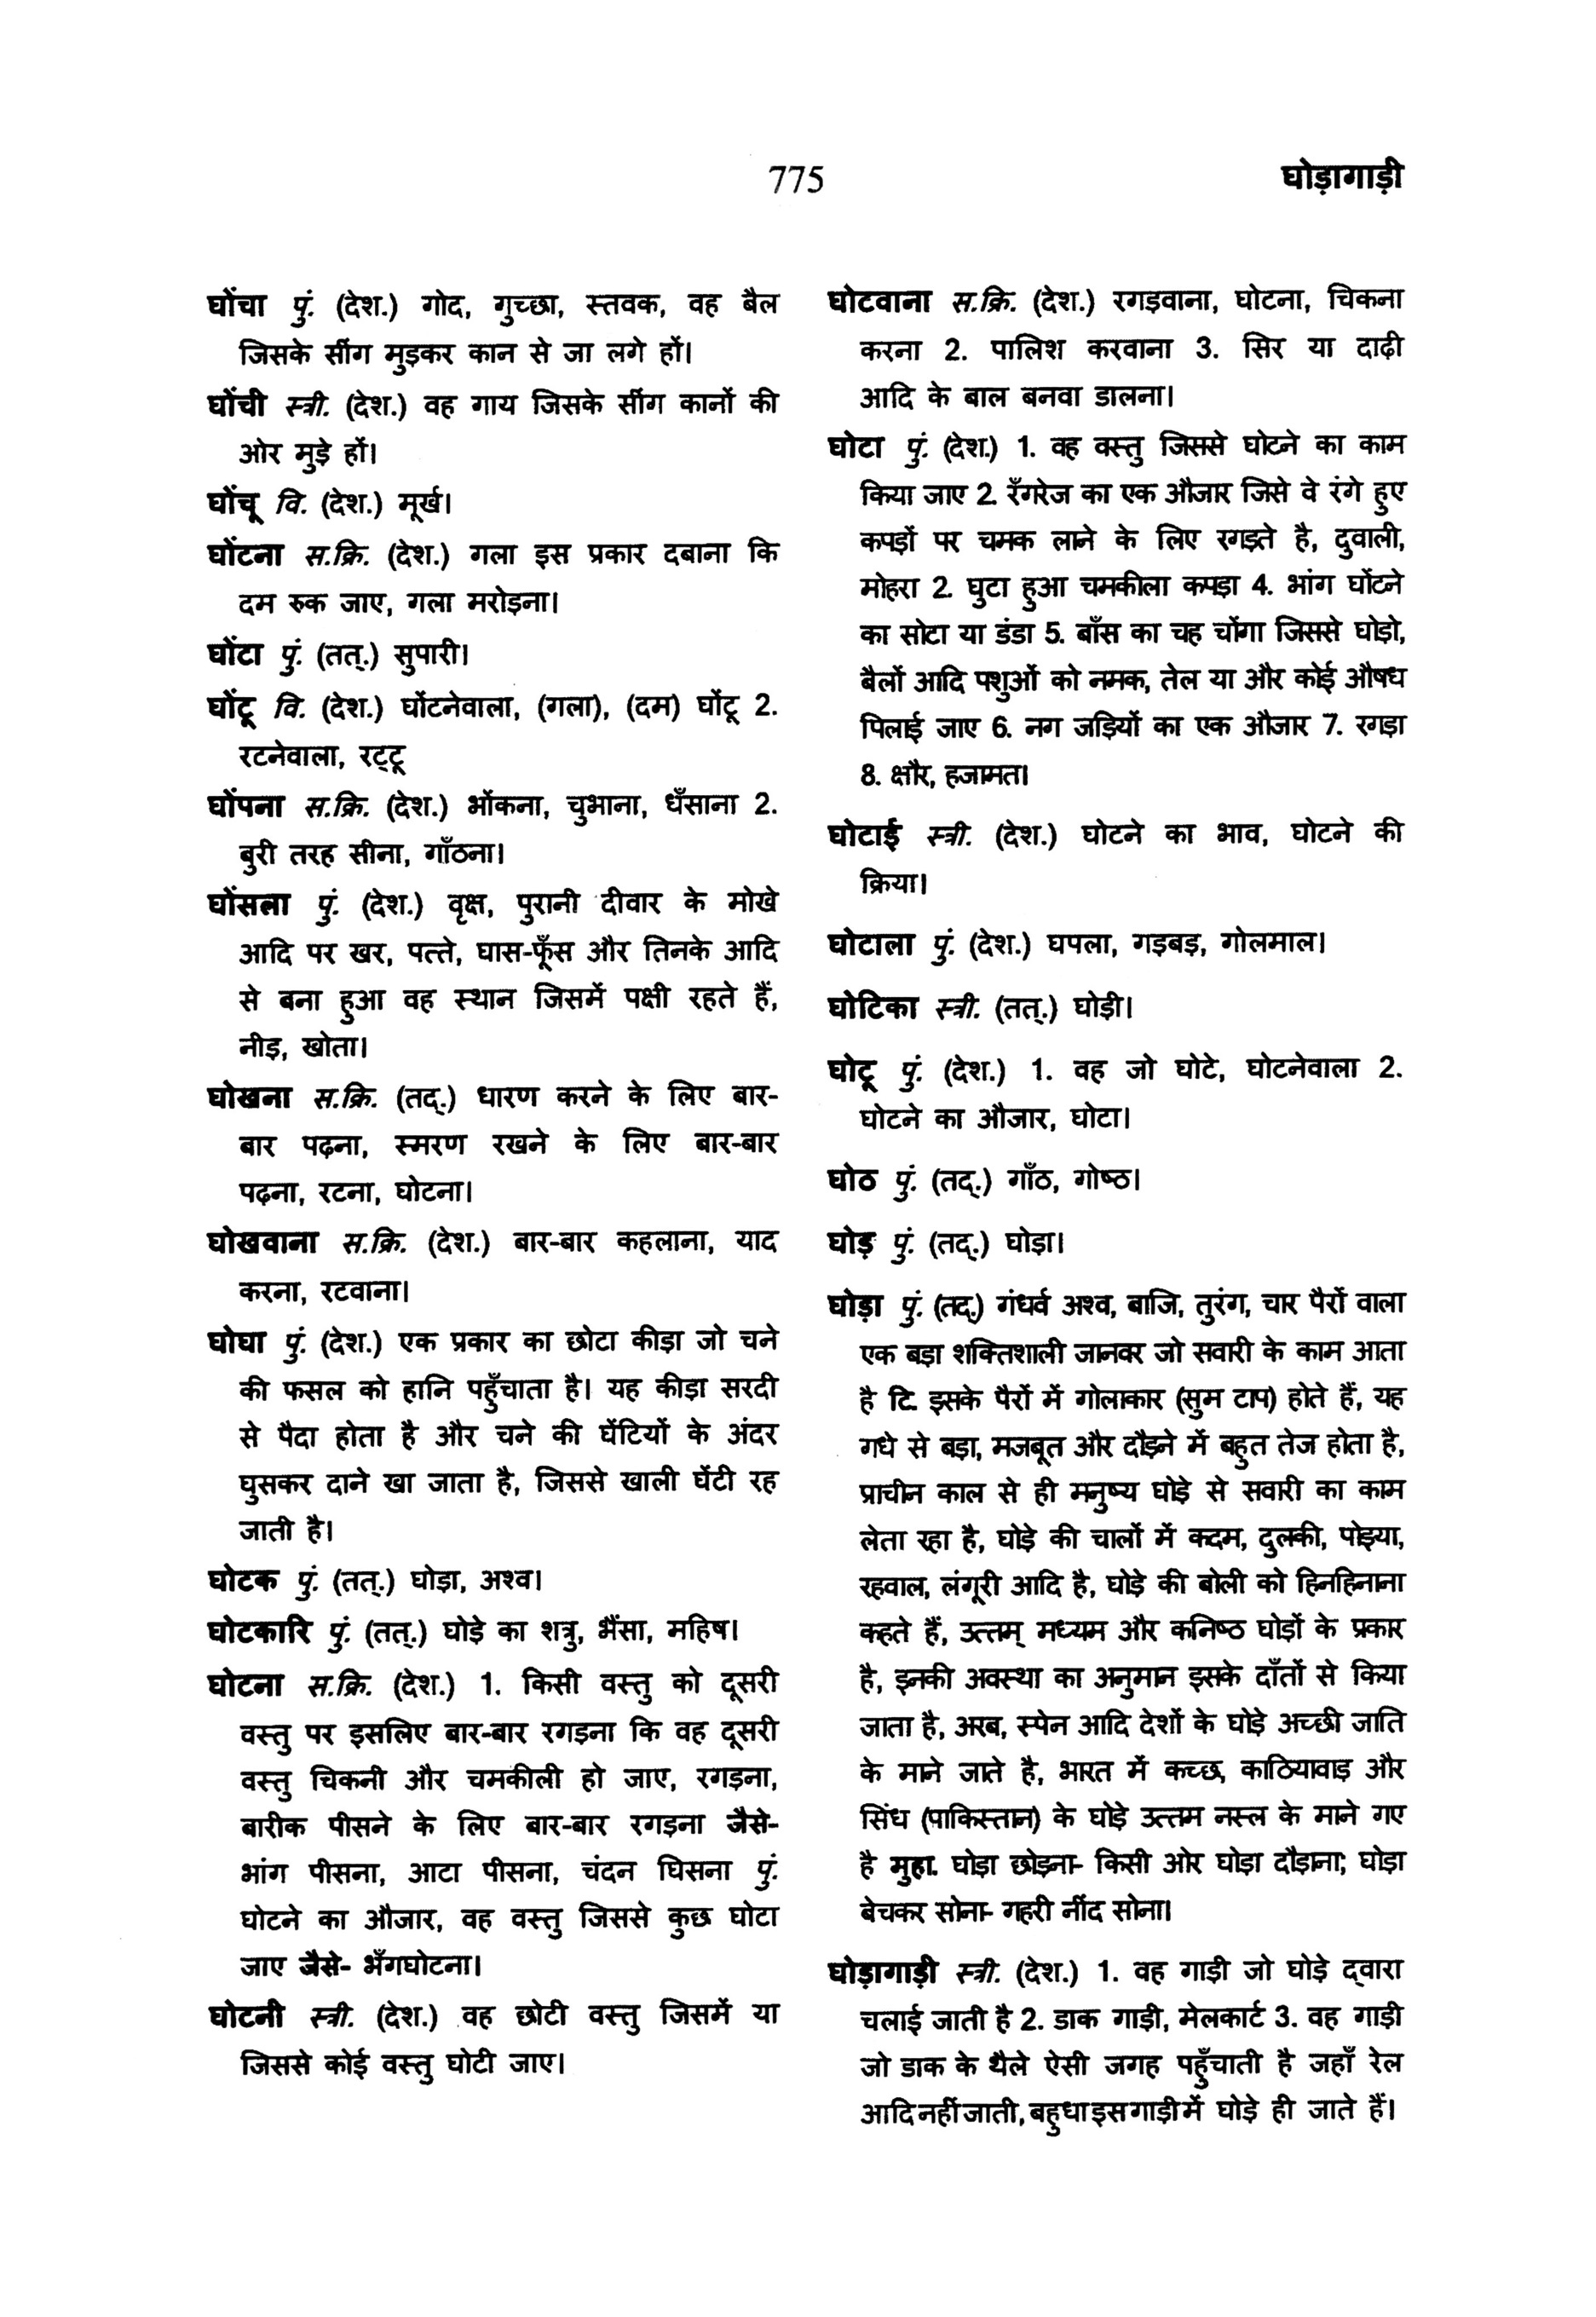 775
घोड़ागाड़ी
घोंचा पुं. (देश.) गोद, गुच्छा, स्तवक, वह बैल
जिसके सींग मुड़कर कान से जा लगे हों।
घोंची स्त्री. (देश.) वह गाय जिसके सींग कानों की
ओर मुड़े हों।
घोंचू वि. (देश.) मूर्ख।
घोंटना स.क्रि. (देश.) गला इस प्रकार दबाना कि
दम रुक जाए, गला मरोड़ना।
घोंटा पुं. (तत्.) सुपारी।
घोंटू वि. (देश.) घोंटनेवाला, (गला), (दम) घोंटू 2.
रटनेवाला, रट्टू
घोंपना स.क्रि. (देश.) भोंकना, चुभाना, धँसाना 2.
बुरी तरह सीना, गाँठना।
घोंसला पुं. (देश.) वृक्ष, पुरानी दीवार के मोखे
आदि पर खर, पत्ते, घास-फूँस और तिनके आदि
से बना हुआ वह स्थान जिसमें पक्षी रहते हैं,
नीड़, खोता।
घोखना स.क्रि. (तद्.) धारण करने के लिए बार-
बार पढ़ना, स्मरण रखने के लिए बार-बार
पढ़ना, रटना, घोटना।
घोखवाना स.क्रि. (देश.) बार-बार कहलाना, याद
करना, रटवाना।
घोघा पुं. (देश.) एक प्रकार का छोटा कीड़ा जो चने
की फसल को हानि पहुँचाता है। यह कीड़ा सरदी
से पैदा होता है और चने की घेंटियों के अंदर
घुसकर दाने खा जाता है, जिससे खाली घेंटी रह
जाती है।
घोटक पुं. (तत्.) घोड़ा, अश्व।
घोटकारि पुं. (तत्.) घोड़े का शत्रु, भैंसा, महिष।
घोटना स.क्रि. (देश.) 1. किसी वस्तु को दूसरी
वस्तु पर इसलिए बार-बार रगड़ना कि वह दूसरी
वस्तु चिकनी और चमकीली हो जाए, रगड़ना,
बारीक पीसने के लिए बार-बार रगड़ना जैसे-
भांग पीसना, आटा पीसना, चंदन घिसना पुं.
घोटने का औजार, वह वस्तु जिससे कुछ घोटा
जाए जैसे- भँगघोटना।
घोटनी स्त्री. (देश.) वह छोटी वस्तु जिसमें या
जिससे कोई वस्तु घोटी जाए।
घोटवाना स.क्रि. (देश.) रगड़वाना, घोटना, चिकना
करना 2. पालिश करवाना 3. सिर या दाढ़ी
आदि के बाल बनवा डालना।
घोटा पुं. (देश.) 1. वह वस्तु जिससे घोटने का काम
किया जाए 2. रँगरेज का एक औजार जिसे वे रंगे हुए
कपड़ों पर चमक लाने के लिए रगड़ते है, दुवाली,
मोहरा 2. घुटा हुआ चमकीला कपड़ा 4. भांग घोंटने
का सोटा या डंडा 5. बाँस का चह चोंगा जिससे घोड़ो,
बैलों आदि पशुओं को नमक, तेल या और कोई औषध
पिलाई जाए 6. नग जड़ियों का एक औजार 7. रगड़ा
8. क्षौर, हजामत।
घोटाई स्त्री. (देश.) घोटने का भाव, घोटने की
क्रिया।
घोटाला पुं. (देश.) घपला, गड़बड़, गोलमाल।
घोटिका स्त्री. (तत्.) घोड़ी।
घोटू पुं. (देश.) 1. वह जो घोटे, घोटनेवाला 2.
घोटने का औजार, घोटा।
घोठ पुं. (तद्.) गाँठ, गोष्ठ।
घोड़ पुं. (तद्.) घोड़ा।
घोड़ा पुं. (तद्.) गंधर्व अश्व, बाजि, तुरंग, चार पैरों वाला
एक बड़ा शक्तिशाली जानवर जो सवारी के काम आता
है टि. इसके पैरों में गोलाकार (सुम टाप) होते हैं, यह
गधे से बड़ा, मजबूत और दौड़ने में बहुत तेज होता है,
प्राचीन काल से ही मनुष्य घोड़े से सवारी का काम
लेता रहा है, घोड़े की चालों में कदम, दुलकी, पोइया,
रहवाल, लंगूरी आदि है, घोड़े की बोली को हिनहिनाना
कहते हैं, उत्तम् मध्यम और कनिष्ठ घोड़ों के प्रकार
है, इनकी अवस्था का अनुमान इसके दाँतों से किया
जाता है, अरब, स्पेन आदि देशों के घोड़े अच्छी जाति
के माने जाते है, भारत में कच्छ, काठियावाड़ और
सिंध (पाकिस्तान) के घोड़े उत्तम नस्ल के माने गए
है मुहा. घोड़ा छोड़ना- किसी ओर घोड़ा दौड़ाना; घोड़ा
बेचकर सोना- गहरी नींद सोना।
घोड़ागाड़ी स्त्री. (देश.) 1. वह गाड़ी जो घोड़े द्वारा
चलाई जाती है 2. डाक गाड़ी, मेलकार्ट 3. वह गाड़ी
जो डाक के थैले ऐसी जगह पहुँचाती है जहाँ रेल
आदि नहीं जाती, बहुधा इस गाड़ी में घोड़े ही जाते हैं।